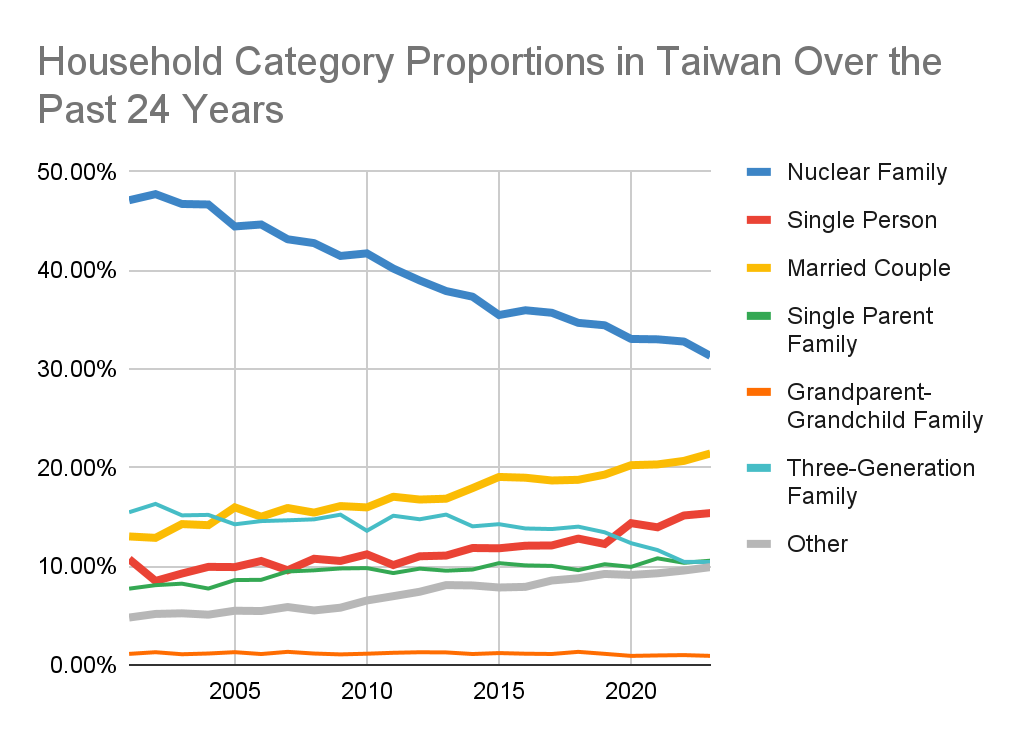 Household Category Proportions in Taiwan Over the
Past 24 Years
50.00%
40.00%
30.00%
20.00%
10.00%
0.00%
2005
2010
2015
2020
Nuclear Family
Single Person
Married Couple
Single Parent
Family
Grandparent-
Grandchild Family
Three-Generation
Family
Other